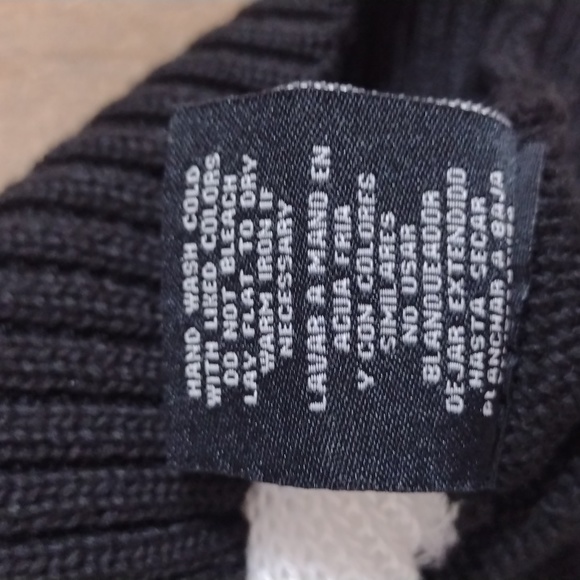 HAND WASH COLD
WITH LIKED COLORS
DO NOT BLEACH
LAY FLAT TO DRY
WARM IRON IF
NECESSARY
LAVAR A MANO EN
AGUA FRIA
Y CON COLORES
SIMILARES
NO USAR
BLANQUEADOR
DEJAR EXTENDIDO
HASTA SECAR
PLONCHAR A BAJA